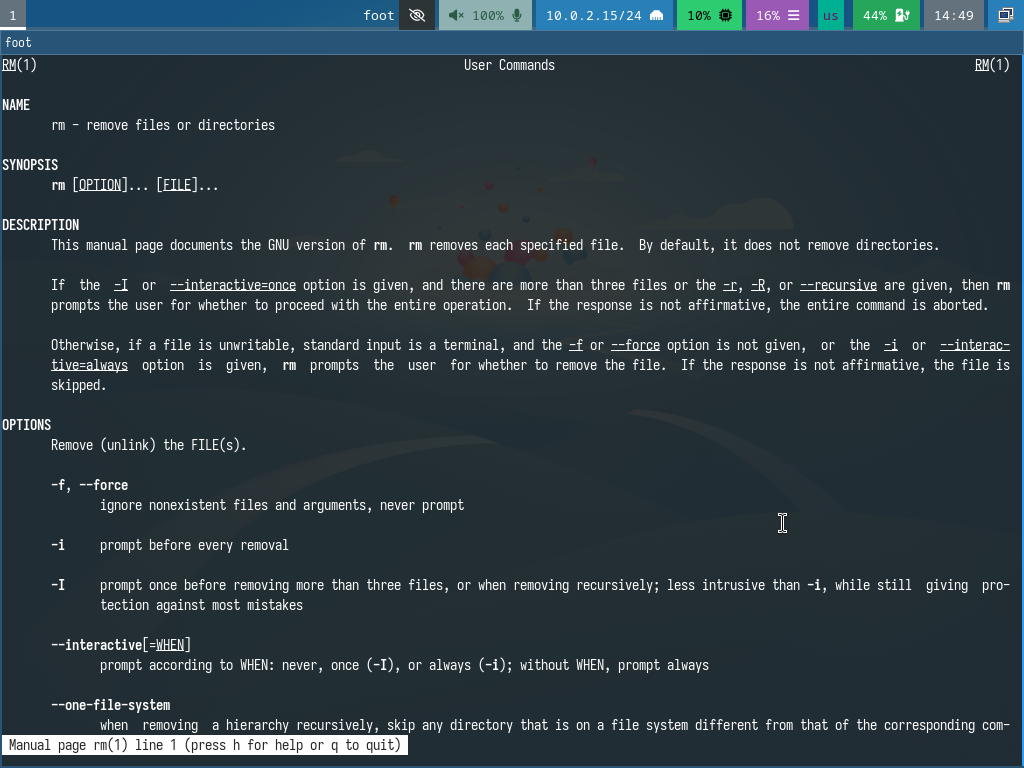 1 foot 100% 10.0.2.15/24 10% 16% us 44% 14:49
foot
RM(1) User Commands RM(1)
NAME
rm - remove files or directories
SYNOPSIS
rm [OPTION]... [FILE]...
DESCRIPTION
This manual page documents the GNU version of rm. rm removes each specified file. By default, it does not remove directories.
If the -I or --interactive=once option is given, and there are more than three files or the -r, -R, or --recursive are given, then rm
prompts the user for whether to proceed with the entire operation. If the response is not affirmative, the entire command is aborted.
Otherwise, if a file is unwritable, standard input is a terminal, and the -f or --force option is not given, or the -i or --interac-
tive=always option is given, rm prompts the user for whether to remove the file. If the response is not affirmative, the file is
skipped.
OPTIONS
Remove (unlink) the FILE(s).
-f, --force
ignore nonexistent files and arguments, never prompt
-i prompt before every removal
-I prompt once before removing more than three files, or when removing recursively; less intrusive than -i, while still giving pro-
tection against most mistakes
--interactive[=WHEN]
prompt according to WHEN: never, once (-I), or always (-i); without WHEN, prompt always
--one-file-system
when removing a hierarchy recursively, skip any directory that is on a file system different from that of the corresponding com-
Manual page rm(1) line 1 (press h for help or q to quit)